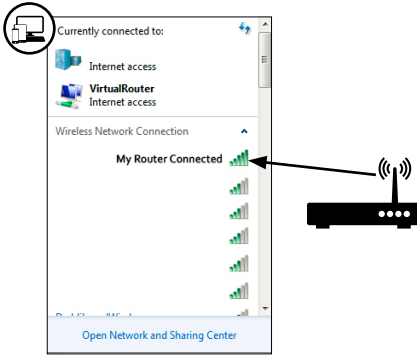 Currently connected to:
Internet access
VirtualRouter
Internet access
Wireless Network Connection
My Router Connected
Open Network and Sharing Center